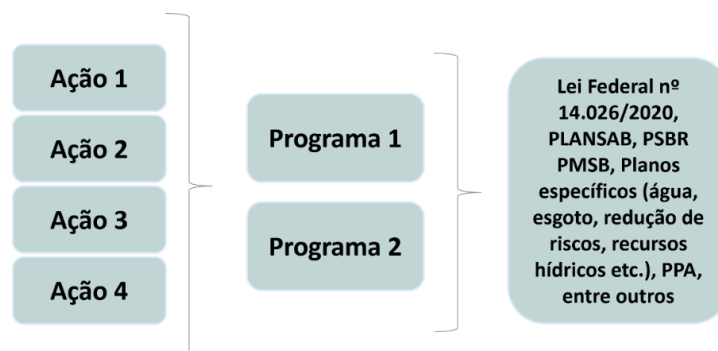 Ação 1
Ação 2
Ação 3
Ação 4
Programa 1
Programa 2
Lei Federal nº
14.026/2020,
PLANSAB, PSBR
PMSB, Planos
específicos (água,
esgoto, redução de
riscos, recursos
hídricos etc.), PPA,
entre outros